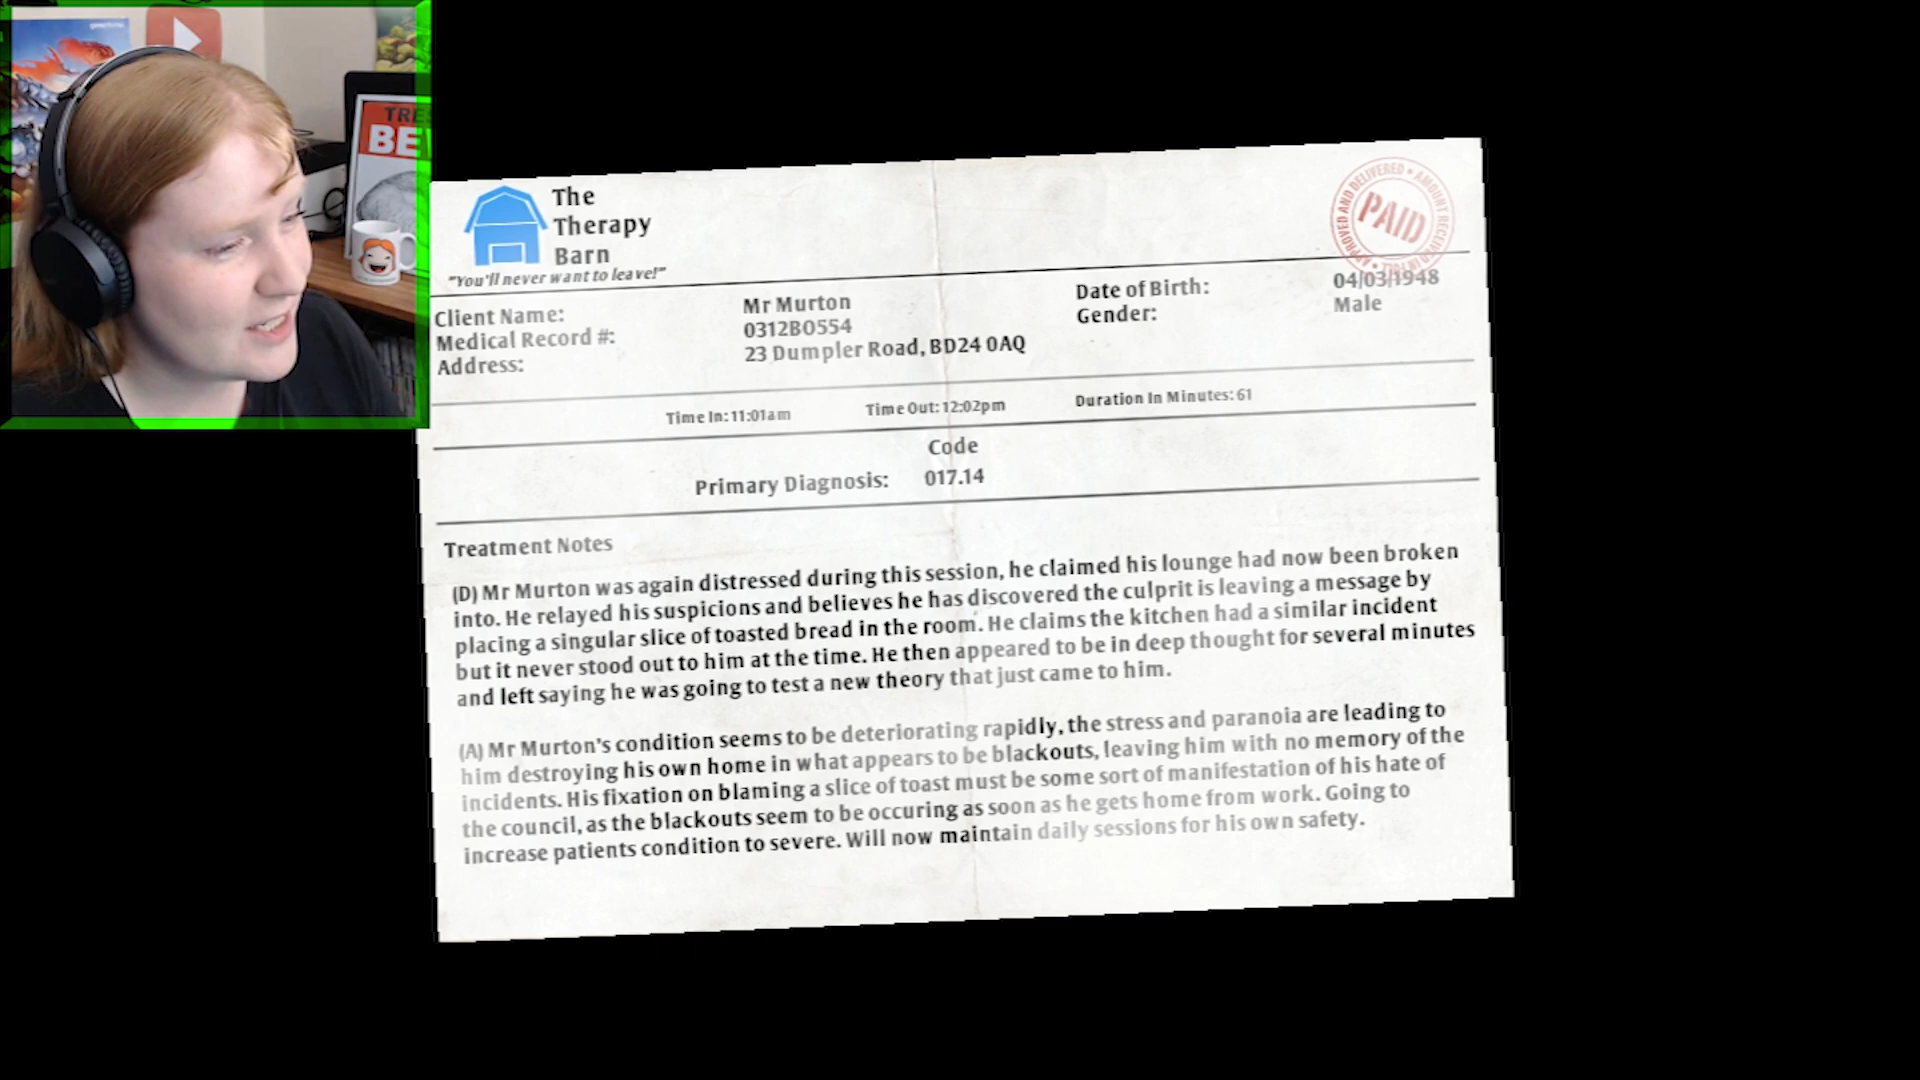 TRES
BE
The
Therapy
Barn
"You'll never want to leave!"
APPROVED AND DELIVERED • AMOUNT RECEIVED IN FULL •
PAID
Client Name: Mr Murton Date of Birth: 04/03/1948
Medical Record #: 0312BO554 Gender: Male
Address: 23 Dumpler Road, BD24 0AQ
Time In: 11:01am Time Out: 12:02pm Duration In Minutes: 61
Code
Primary Diagnosis: 017.14
Treatment Notes
(D) Mr Murton was again distressed during this session, he claimed his lounge had now been broken
into. He relayed his suspicions and believes he has discovered the culprit is leaving a message by
placing a singular slice of toasted bread in the room. He claims the kitchen had a similar incident
but it never stood out to him at the time. He then appeared to be in deep thought for several minutes
and left saying he was going to test a new theory that just came to him.
(A) Mr Murton's condition seems to be deteriorating rapidly, the stress and paranoia are leading to
him destroying his own home in what appears to be blackouts, leaving him with no memory of the
incidents. His fixation on blaming a slice of toast must be some sort of manifestation of his hate of
the council, as the blackouts seem to be occuring as soon as he gets home from work. Going to
increase patients condition to severe. Will now maintain daily sessions for his own safety.